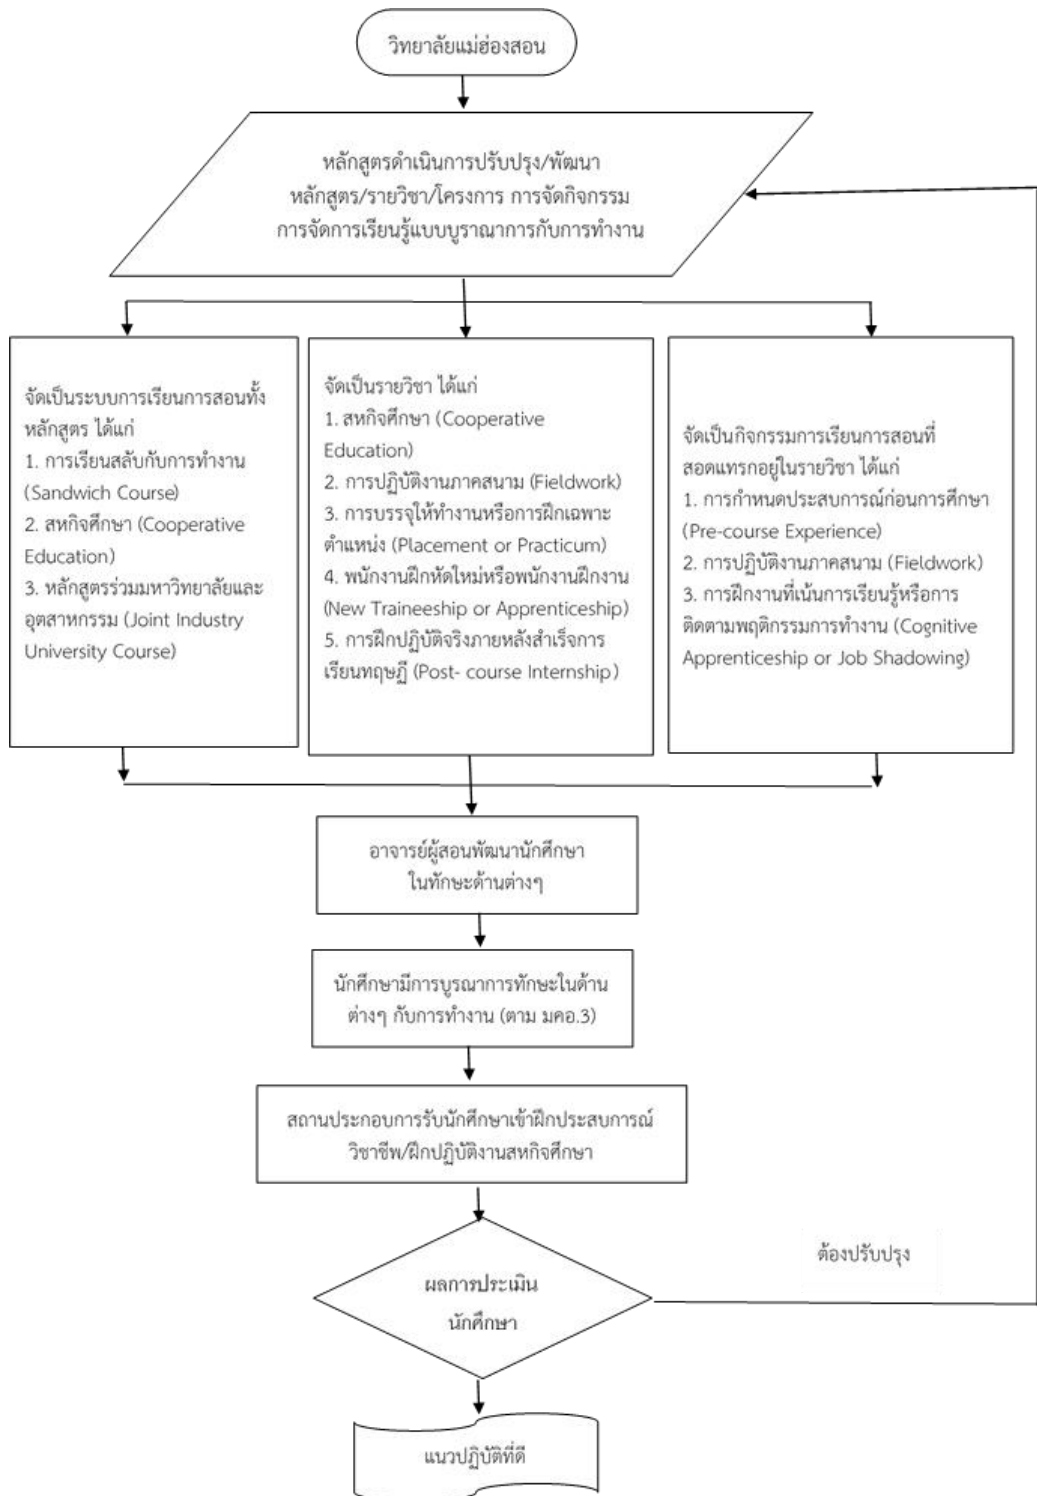 วิทยาลัยแม่ฮ่องสอน
หลักสูตรดำเนินการปรับปรุง/พัฒนา
หลักสูตร/รายวิชา/โครงการ การจัดกิจกรรม
การจัดการเรียนรู้แบบบูราณาการกับการทำงาน
จัดเป็นระบบการเรียนการสอนทั้ง
หลักสูตร ได้แก่
1. การเรียนสลับกับการทำงาน
(Sandwich Course)
2. สหกิจศึกษา (Cooperative
Education)
3. หลักสูตรร่วมมหาวิทยาลัยและ
อุตสาหกรรม (Joint Industry
University Course)
จัดเป็นรายวิชา ได้แก่
1. สหกิจศึกษา (Cooperative
Education)
2. การปฏิบัติงานภาคสนาม (Fieldwork)
3. การบรรจุให้ทำงานหรือการฝึกเฉพาะ
ตำแหน่ง (Placement or Practicum)
4. พนักงานฝึกหัดใหม่หรือพนักงานฝึกงาน
(New Traineeship or Apprenticeship)
5. การฝึกปฏิบัติจริงภายหลังสำเร็จการ
เรียนทฤษฎี (Post- course Internship)
จัดเป็นกิจกรรมการเรียนการสอนที่
สอดแทรกอยู่ในรายวิชา ได้แก่
1. การกำหนดประสบการณ์ก่อนการศึกษา
(Pre-course Experience)
2. การปฏิบัติงานภาคสนาม (Fieldwork)
3. การฝึกงานที่เน้นการเรียนรู้หรือการ
ติดตามพฤติกรรมการทำงาน (Cognitive
Apprenticeship or Job Shadowing)
อาจารย์ผู้สอนพัฒนานักศึกษา
ในทักษะด้านต่างๆ
นักศึกษามีการบูรณาการทักษะในด้าน
ต่างๆ กับการทำงาน (ตาม มคอ.3)
สถานประกอบการรับนักศึกษาเข้าฝึกประสบการณ์
วิชาชีพ/ฝึกปฏิบัติงานสหกิจศึกษา
ต้องปรับปรุง
ผลการประเมิน
นักศึกษา
แนวปฏิบัติที่ดี